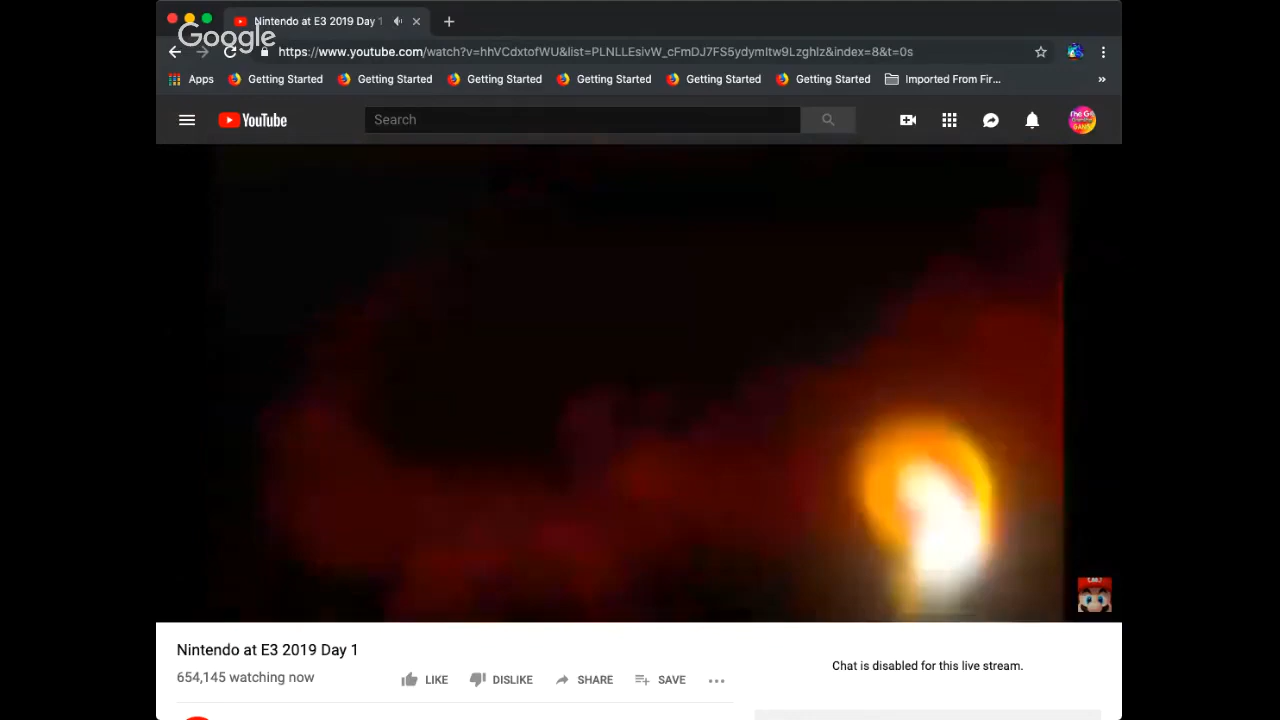 Nintendo at E3 2019 Day 1
Google
https://www.youtube.com/watch?v=hhVCdxtofWU&list=PLNLLEsivW_cFmDJ7FS5ydymItw9Lzghlz&index=8&t=0s
Apps Getting Started Getting Started Getting Started Getting Started Getting Started Getting Started Imported From Fir... »
YouTube Search
Nintendo at E3 2019 Day 1
654,145 watching now LIKE DISLIKE SHARE SAVE
Chat is disabled for this live stream.